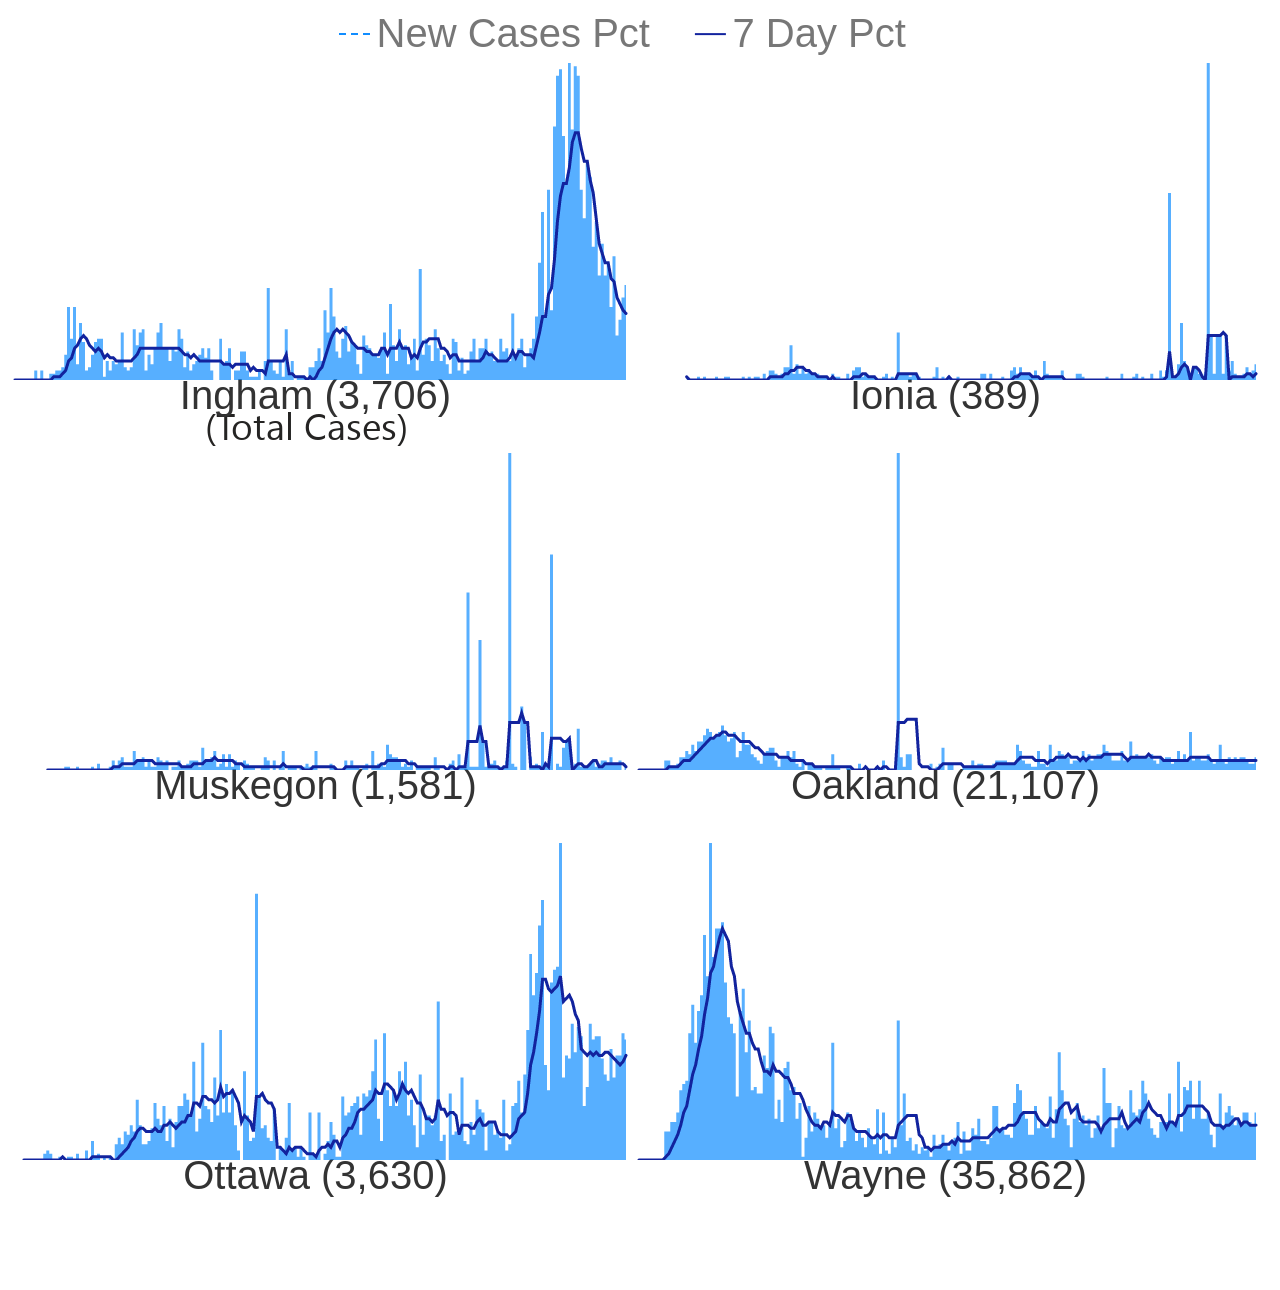 New Cases Pct 7 Day Pct
Ingham (3,706) Ionia (389)
(Total Cases)
Muskegon (1,581) Oakland (21,107)
Ottawa (3,630) Wayne (35,862)